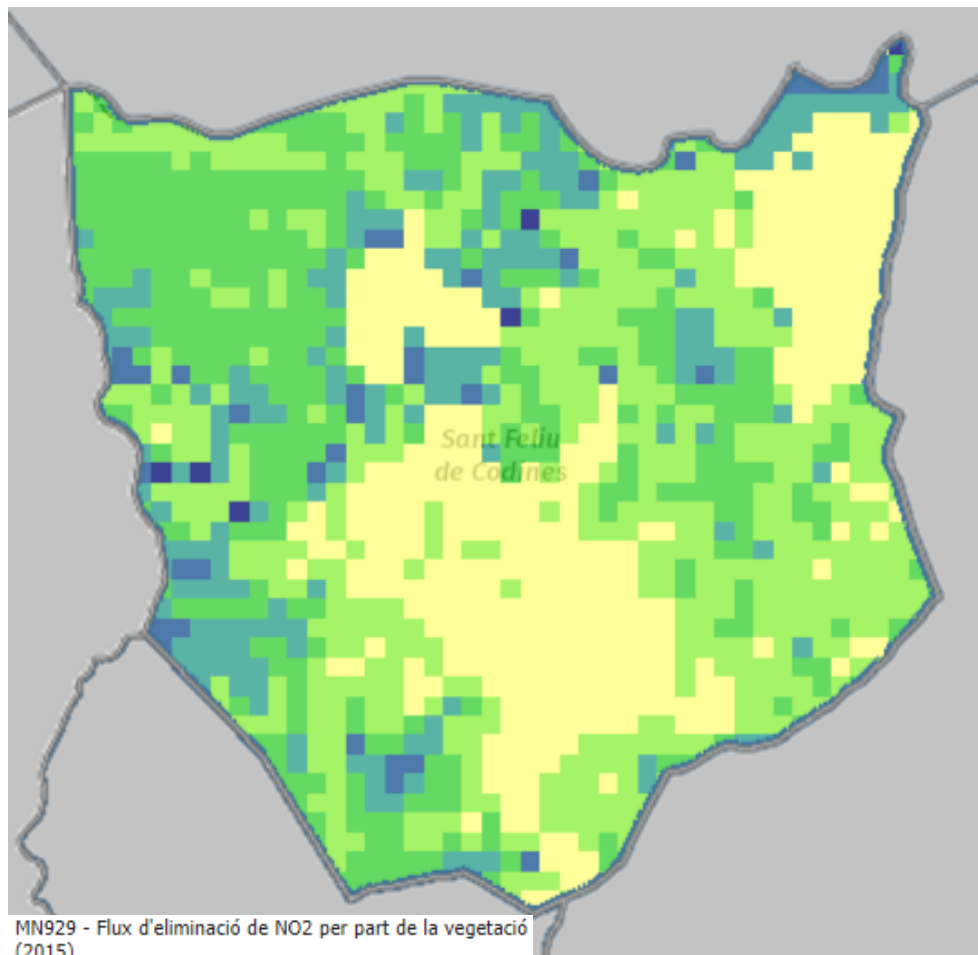 Sant Feliu
de Codines
MN929 - Flux d'eliminació de NO2 per part de la vegetació
(2015)